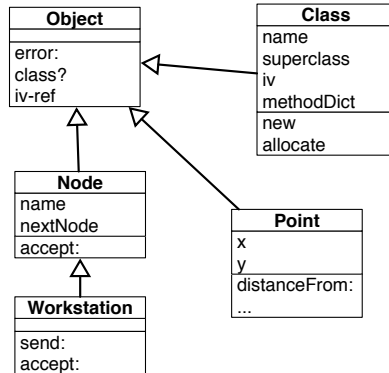 Object
error:
class?
iv-ref
Class
name
superclass
iv
methodDict
new
allocate
Node
name
nextNode
accept:
Point
x
y
distanceFrom:
...
Workstation
send:
accept: